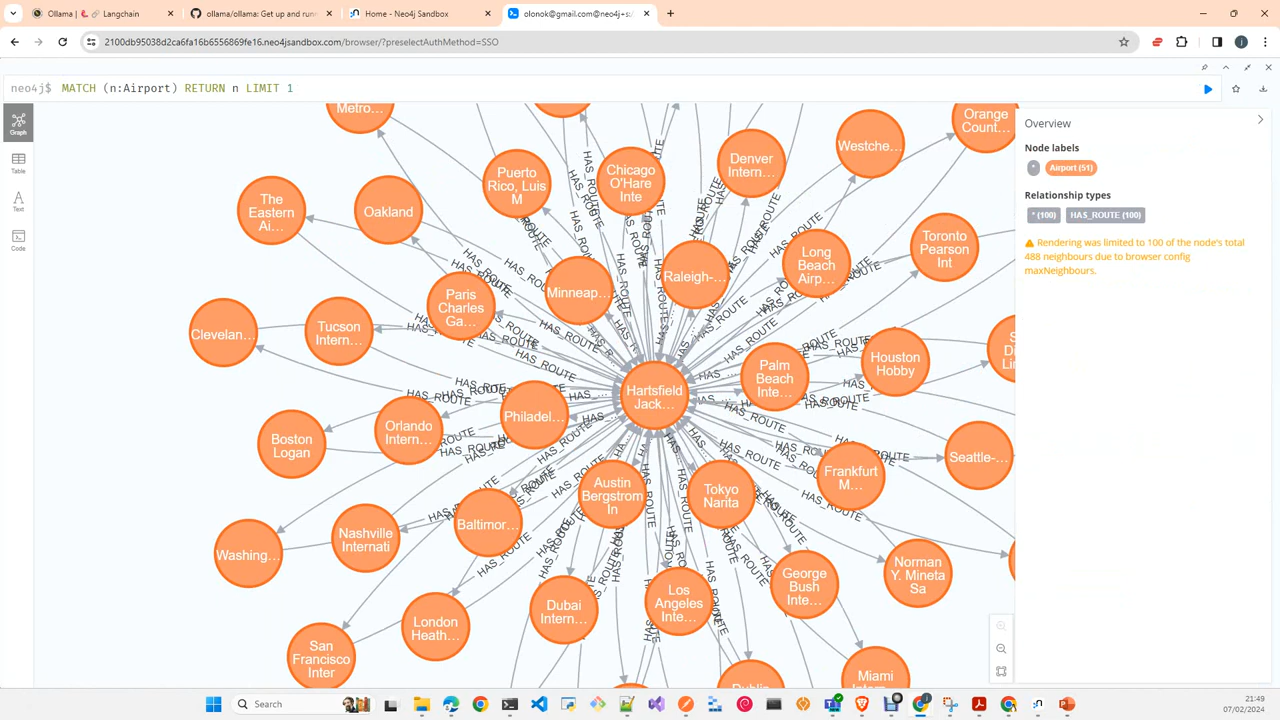 Ollama | 🦜🔗 Langchain
ollama/ollama: Get up and runn
Home - Neo4j Sandbox
olonok@gmail.com@neo4j+s:/
2100db95038d2ca6fa16b6556869fe16.neo4jsandbox.com/browser/?preselectAuthMethod=SSO
neo4j$ MATCH (n:Airport) RETURN n LIMIT 1
Graph
Table
Text
Code
Metro...
Orange
Count...
Westche...
Denver
Intern...
Chicago
O'Hare
Inte
Puerto
Rico, Luis
M
Oakland
The
Eastern
Ai...
Toronto
Pearson
Int
Long
Beach
Airp...
Raleigh-...
Minneap...
Paris
Charles
Ga...
Tucson
Intern...
Clevelan...
Houston
Hobby
Palm
Beach
Inte...
Hartsfield
Jack...
Philadel...
Orlando
Intern...
Boston
Logan
Seattle-...
Frankfurt
M...
Tokyo
Narita
Austin
Bergstrom
In
Baltimor...
Nashville
Internati
Washing...
Norman
Y. Mineta
Sa
George
Bush
Inte...
Los
Angeles
Inte...
Dubai
Intern...
London
Heath...
San
Francisco
Inter
Dublin
Miami
Intern...
HAS_ROUTE
Overview
Node labels
*
Airport (51)
Relationship types
* (100)
HAS_ROUTE (100)
Rendering was limited to 100 of the node's total
488 neighbours due to browser config
maxNeighbours.
Search
21:49
07/02/2024